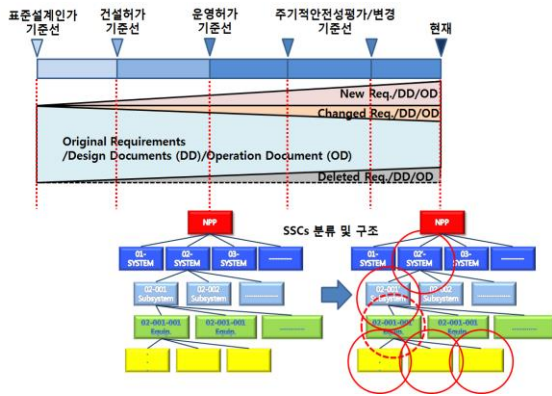 표준설계인가
기준선
건설허가
기준선
운영허가
기준선
주기적안전성평가/변경
기준선
현재
New Req./DD/OD
Changed Req./DD/OD
Original Requirements
/Design Documents (DD)/Operation Document (OD)
Deleted Req./DD/OD
SSCs 분류 및 구조
NPP
01-
SYSTEM
02-
SYSTEM
03-
SYSTEM
02-001
Subsystem
02-002
Subsystem
02-001-001
Equip.
02-001-001
Equip.
NPP
01-
SYSTEM
02'-
SYSTEM
03-
SYSTEM
02-001
Subsystem
02-002
Subsystem
02-001-001
Equip.
02-001-001
Equip.